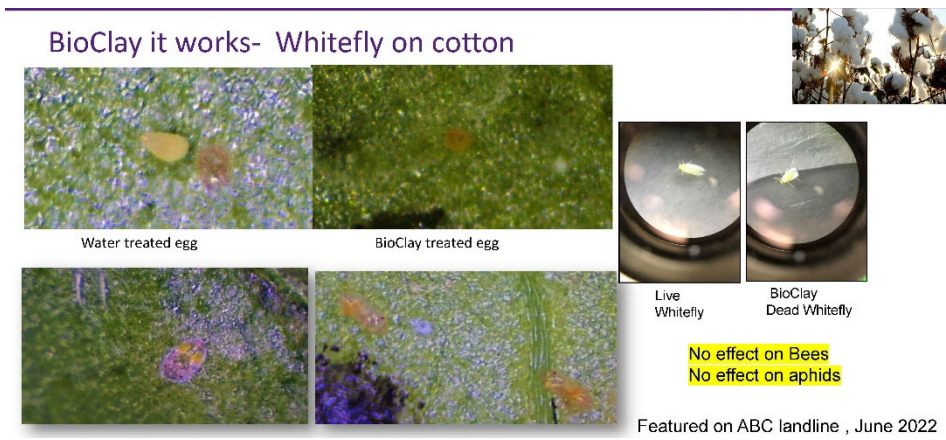 BioClay it works- Whitefly on cotton
Water treated egg
BioClay treated egg
Live
Whitefly
BioClay
Dead Whitefly
No effect on Bees
No effect on aphids
Featured on ABC landline , June 2022